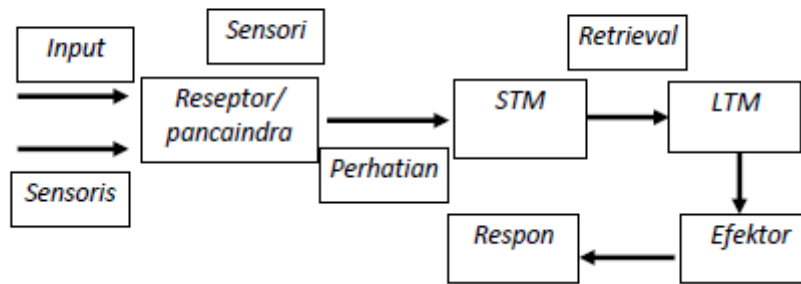 Input
Sensori
Retrieval
Reseptor/
pancaindra
STM
LTM
Sensoris
Perhatian
Respon
Efektor